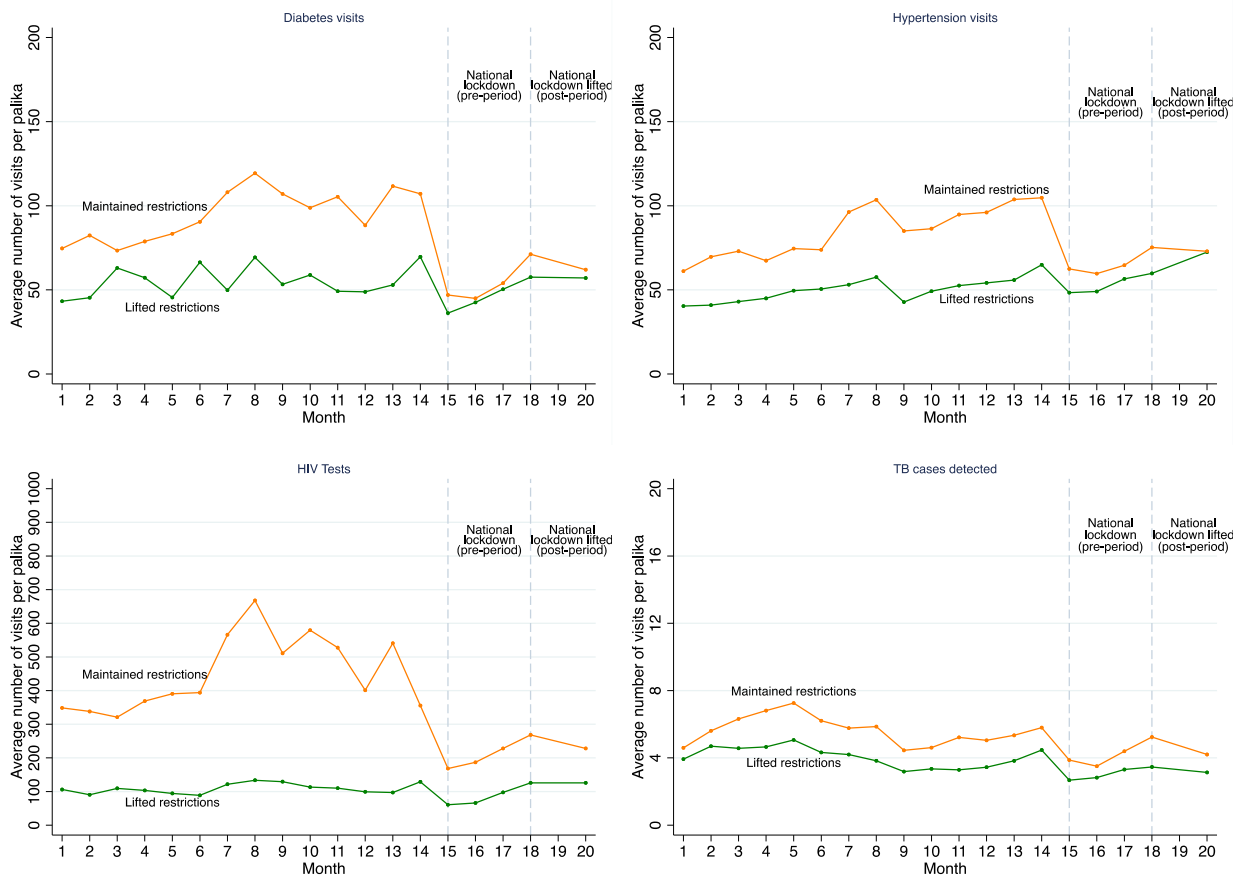 Diabetes visits
Average number of visits per palika
0 50 100 150 200
National
lockdown
(pre-period)
National
lockdown lifted
(post-period)
Maintained restrictions
Lifted restrictions
1 2 3 4 5 6 7 8 9 10 11 12 13 14 15 16 17 18 19 20
Month
Hypertension visits
Average number of visits per palika
0 50 100 150 200
National
lockdown
(pre-period)
National
lockdown lifted
(post-period)
Maintained restrictions
Lifted restrictions
1 2 3 4 5 6 7 8 9 10 11 12 13 14 15 16 17 18 19 20
Month
HIV Tests
Average number of visits per palika
0 100 200 300 400 500 600 700 800 900 1000
National
lockdown
(pre-period)
National
lockdown lifted
(post-period)
Maintained restrictions
Lifted restrictions
1 2 3 4 5 6 7 8 9 10 11 12 13 14 15 16 17 18 19 20
Month
TB cases detected
Average number of visits per palika
0 4 8 12 16 20
National
lockdown
(pre-period)
National
lockdown lifted
(post-period)
Maintained restrictions
Lifted restrictions
1 2 3 4 5 6 7 8 9 10 11 12 13 14 15 16 17 18 19 20
Month